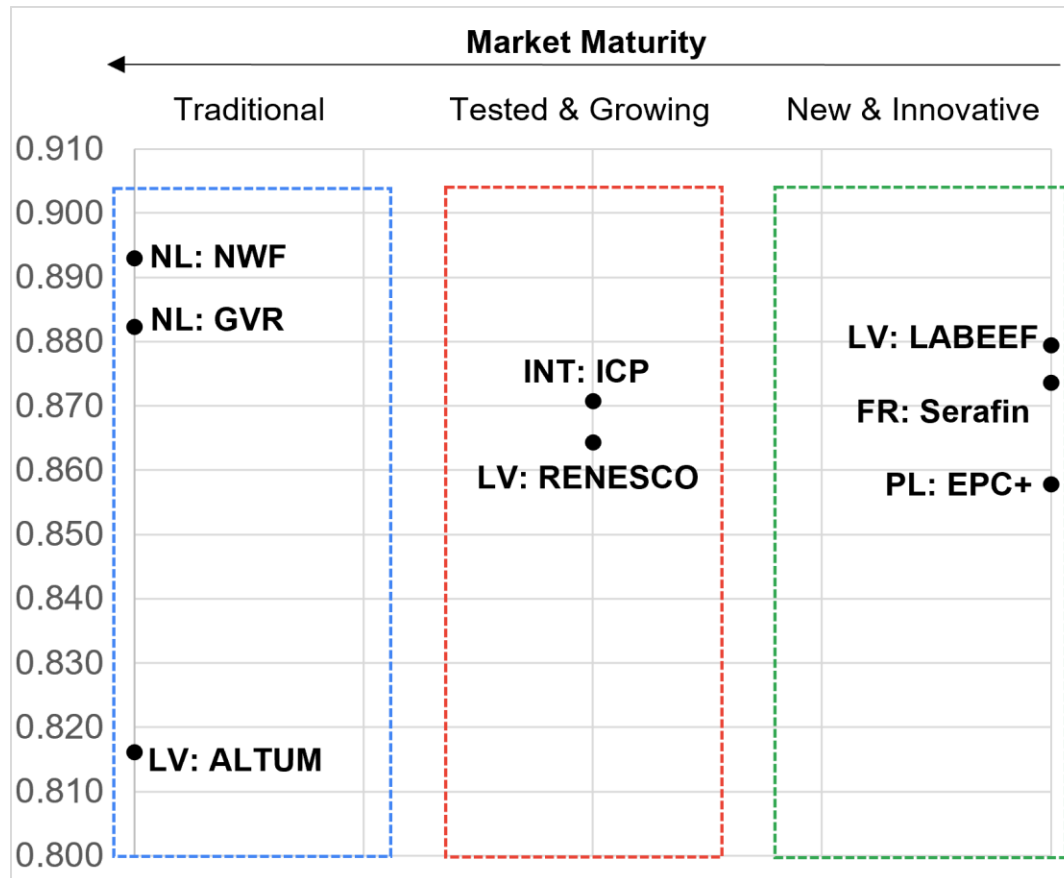 Market Maturity
Traditional Tested & Growing New & Innovative
0.910
0.900
0.890
NL: NWF
0.880
NL: GVR
LV: LABEEF
0.870
INT: ICP
FR: Serafin
0.860
LV: RENESCO
PL: EPC+
0.850
0.840
0.830
0.820
LV: ALTUM
0.810
0.800